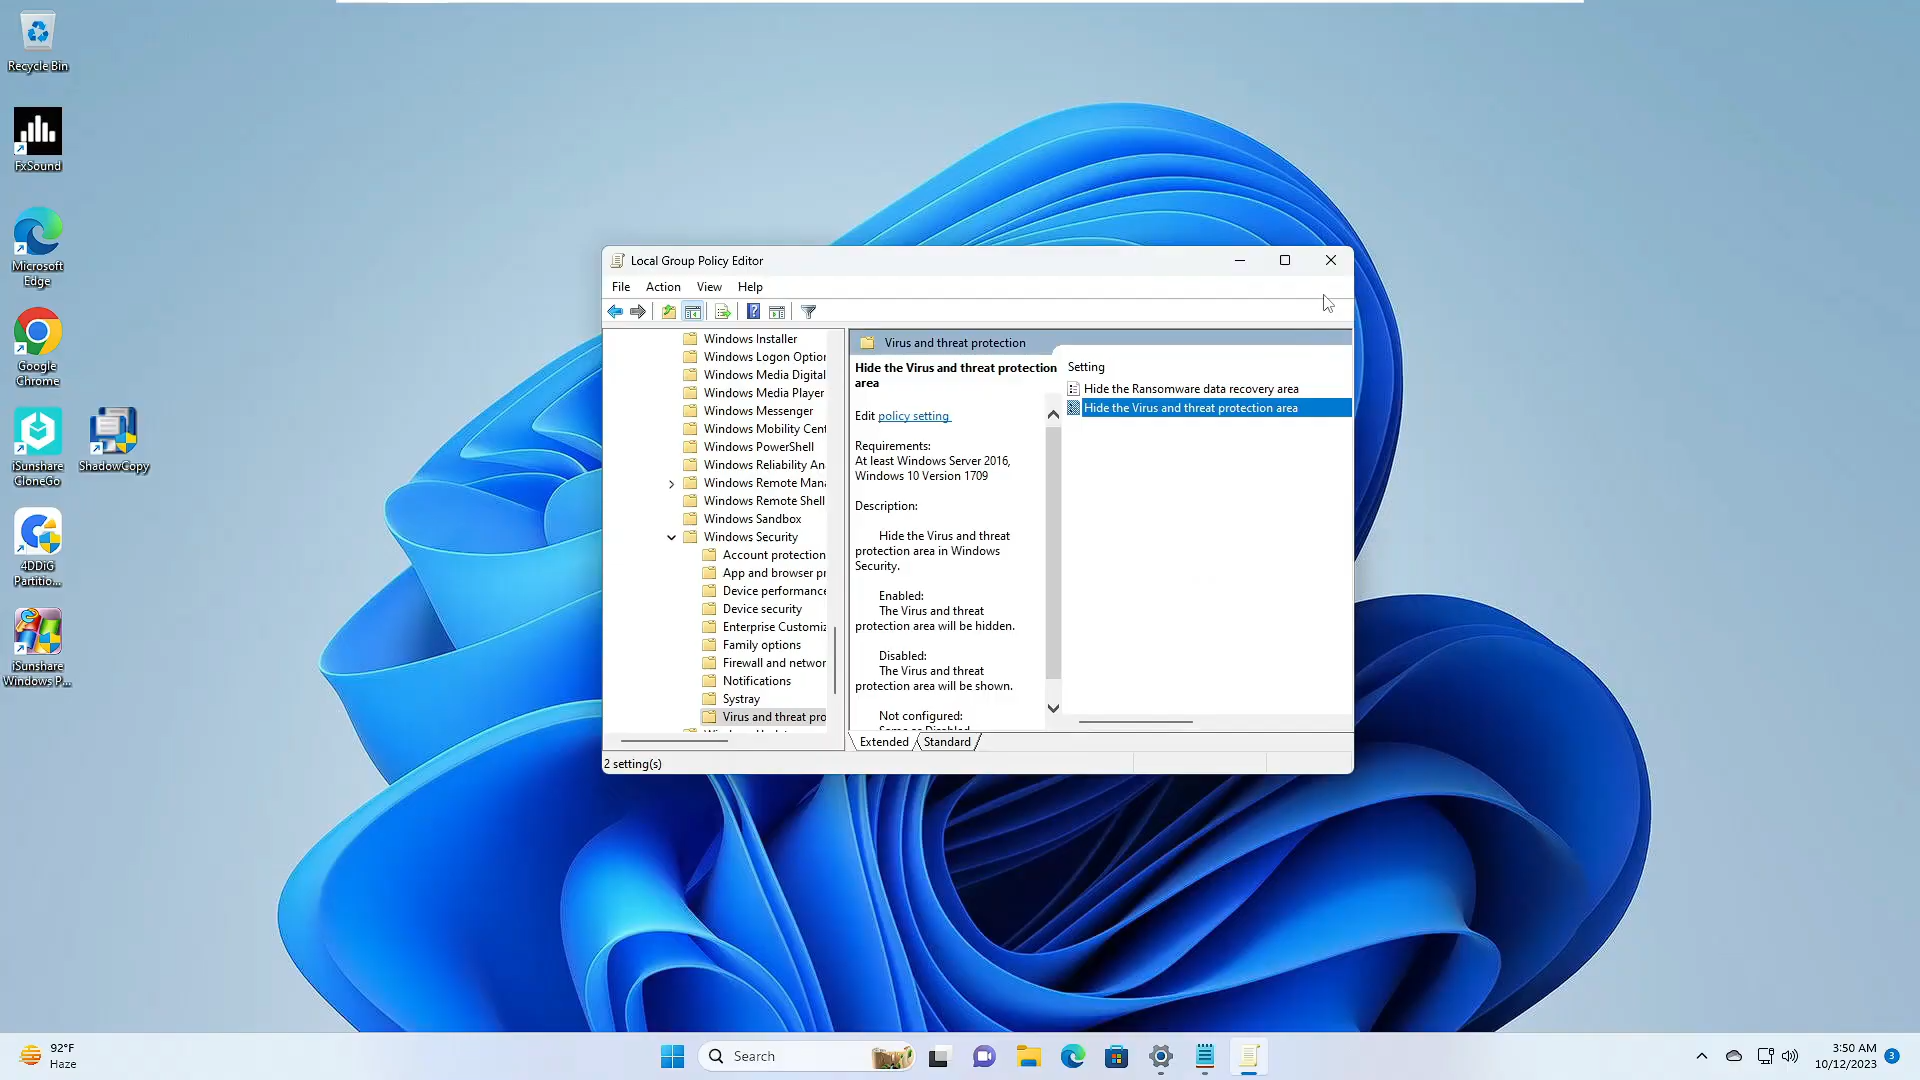 Recycle Bin
FxSound
Microsoft
Edge
Google
Chrome
iSunshare
CloneGo
ShadowCopy
4DDiG
Partitio...
iSunshare
Windows P...
Local Group Policy Editor
File Action View Help
Windows Installer
Windows Logon Option
Windows Media Digital
Windows Media Player
Windows Messenger
Windows Mobility Cent
Windows PowerShell
Windows Reliability An
Windows Remote Mana
Windows Remote Shell
Windows Sandbox
Windows Security
Account protection
App and browser pr
Device performance
Device security
Enterprise Customiz
Family options
Firewall and networ
Notifications
Systray
Virus and threat pro
Virus and threat protection
Hide the Virus and threat protection
area
Edit policy setting
Requirements:
At least Windows Server 2016,
Windows 10 Version 1709
Description:
Hide the Virus and threat
protection area in Windows
Security.
Enabled:
The Virus and threat
protection area will be hidden.
Disabled:
The Virus and threat
protection area will be shown.
Not configured:
Same as Disabled.
Setting
Hide the Ransomware data recovery area
Hide the Virus and threat protection area
Extended Standard
2 setting(s)
92°F
Haze
Search
3:50 AM
10/12/2023
3